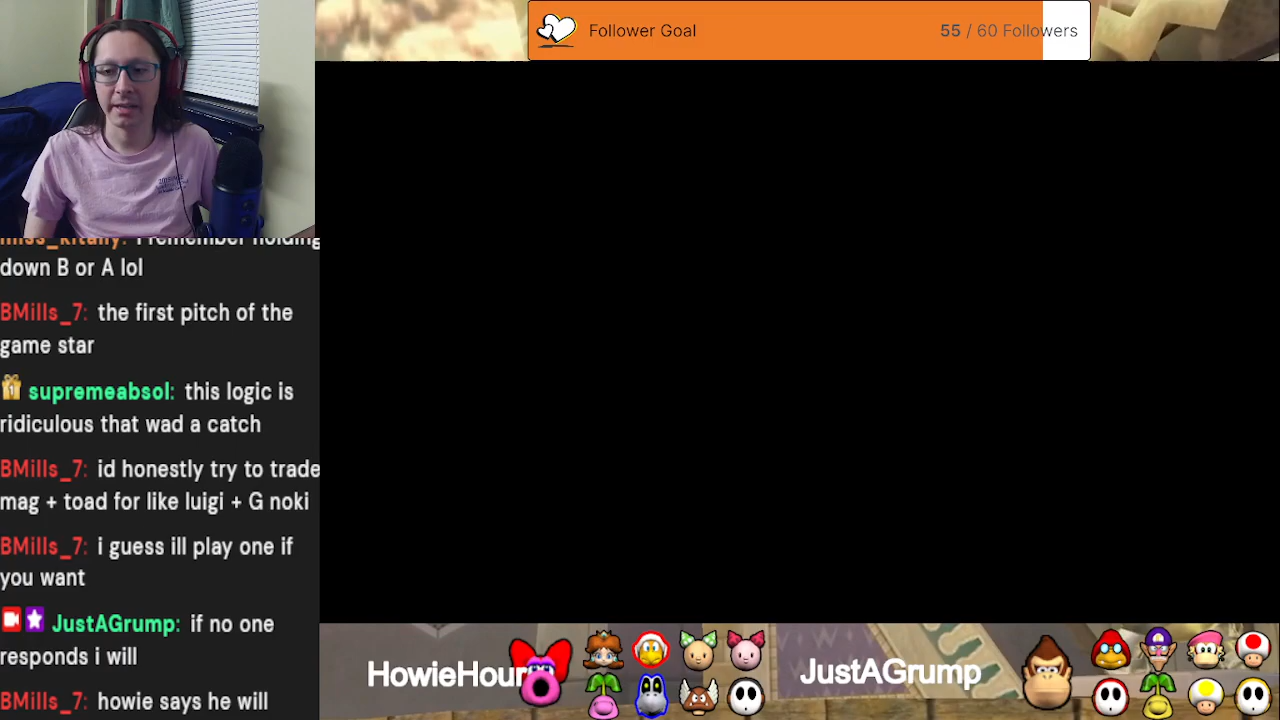 Follower Goal 55 / 60 Followers
miss_kitany: i remember holding
down B or A lol
BMills_7: the first pitch of the
game star
supremeabsol: this logic is
ridiculous that wad a catch
BMills_7: id honestly try to trade
mag + toad for like luigi + G noki
BMills_7: i guess ill play one if
you want
JustAGrump: if no one
responds i will
BMills_7: howie says he will
HowieHour
JustAGrump